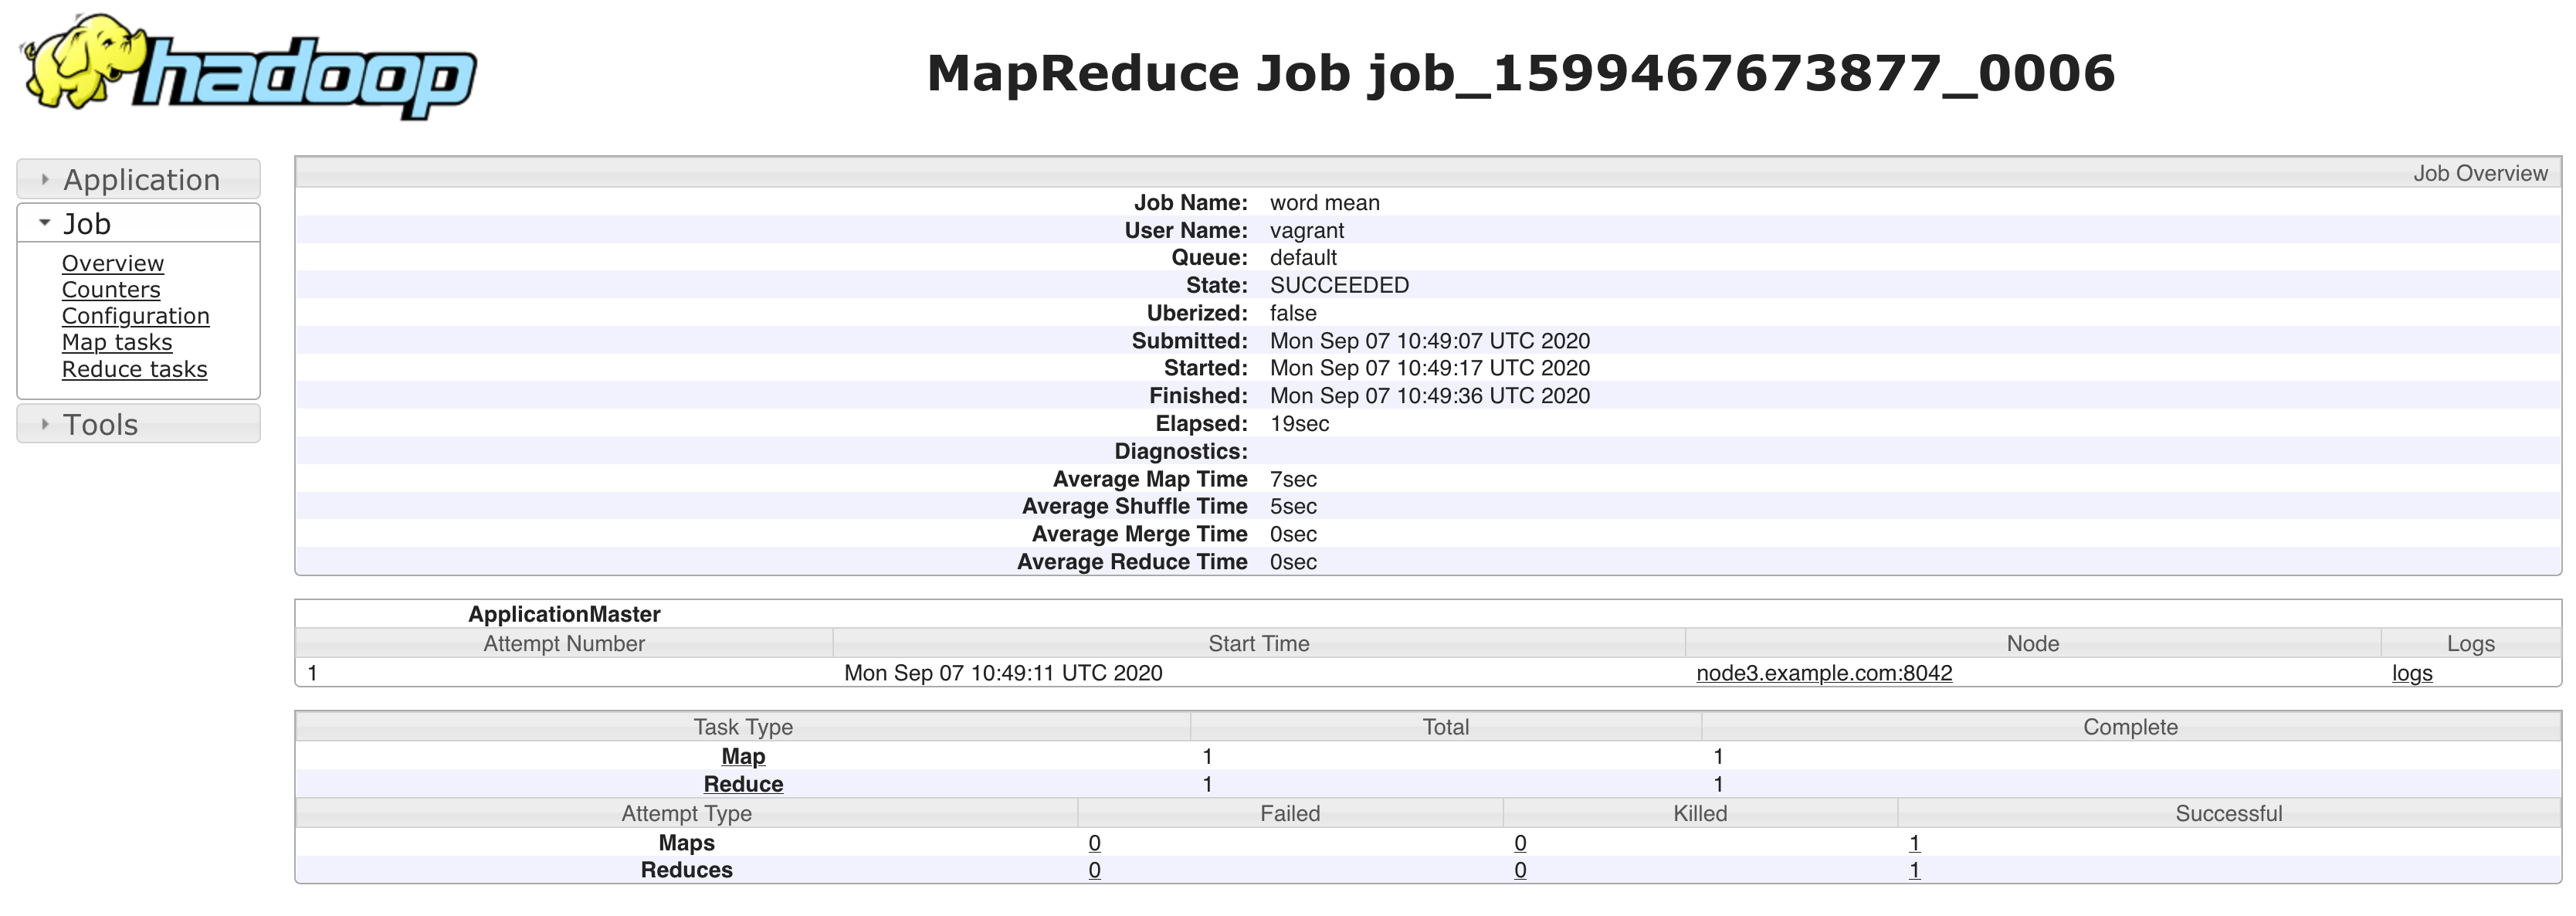 hadoop
MapReduce Job job_1599467673877_0006
Application
Job
Overview
Counters
Configuration
Map tasks
Reduce tasks
Tools
Job Overview
Job Name: word mean
User Name: vagrant
Queue: default
State: SUCCEEDED
Uberized: false
Submitted: Mon Sep 07 10:49:07 UTC 2020
Started: Mon Sep 07 10:49:17 UTC 2020
Finished: Mon Sep 07 10:49:36 UTC 2020
Elapsed: 19sec
Diagnostics:
Average Map Time 7sec
Average Shuffle Time 5sec
Average Merge Time 0sec
Average Reduce Time 0sec
ApplicationMaster
Attempt Number Start Time Node Logs
1 Mon Sep 07 10:49:11 UTC 2020 node3.example.com:8042 logs
Task Type Total Complete
Map 1 1
Reduce 1 1
Attempt Type Failed Killed Successful
Maps 0 0 1
Reduces 0 0 1